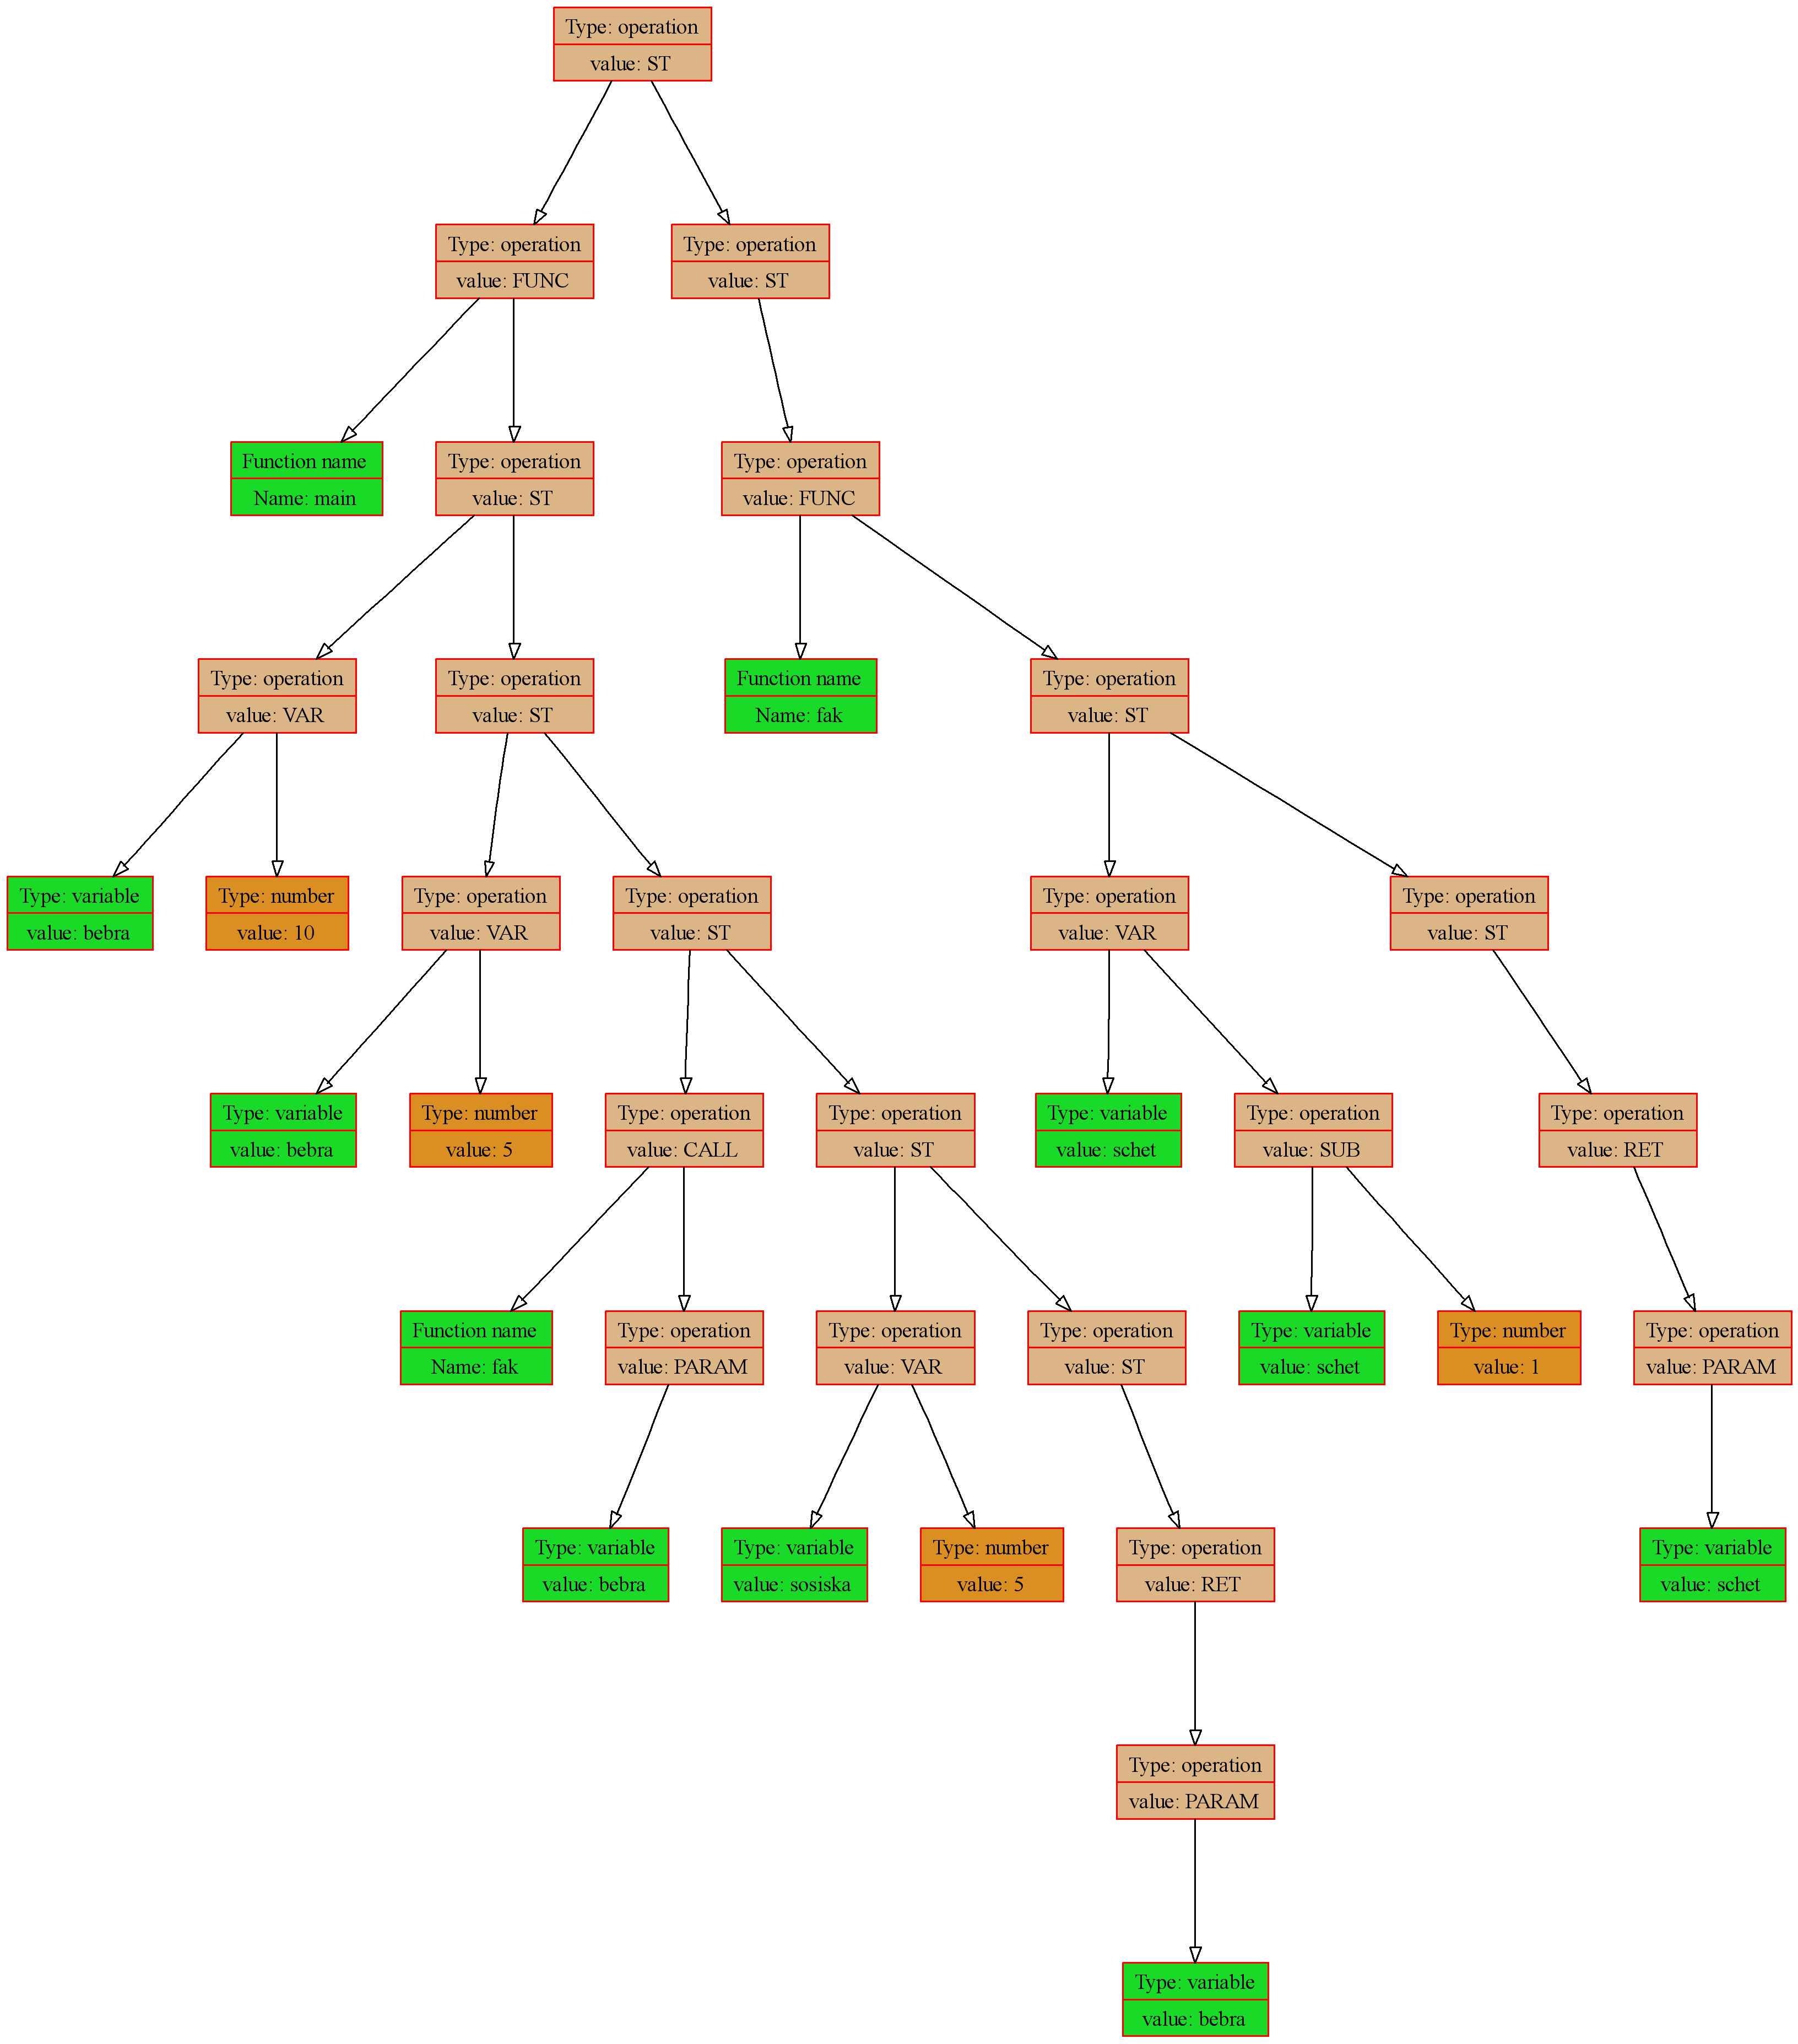 Type: operation
value: ST
Type: operation
value: FUNC
Type: operation
value: ST
Function name
Name: main
Type: operation
value: ST
Type: operation
value: FUNC
Type: operation
value: VAR
Type: operation
value: ST
Function name
Name: fak
Type: operation
value: ST
Type: variable
value: bebra
Type: number
value: 10
Type: operation
value: VAR
Type: operation
value: ST
Type: operation
value: VAR
Type: operation
value: ST
Type: variable
value: bebra
Type: number
value: 5
Type: operation
value: CALL
Type: operation
value: ST
Type: variable
value: schet
Type: operation
value: SUB
Type: operation
value: RET
Function name
Name: fak
Type: operation
value: PARAM
Type: operation
value: VAR
Type: operation
value: ST
Type: variable
value: schet
Type: number
value: 1
Type: operation
value: PARAM
Type: variable
value: bebra
Type: variable
value: sosiska
Type: number
value: 5
Type: operation
value: RET
Type: variable
value: schet
Type: operation
value: PARAM
Type: variable
value: bebra